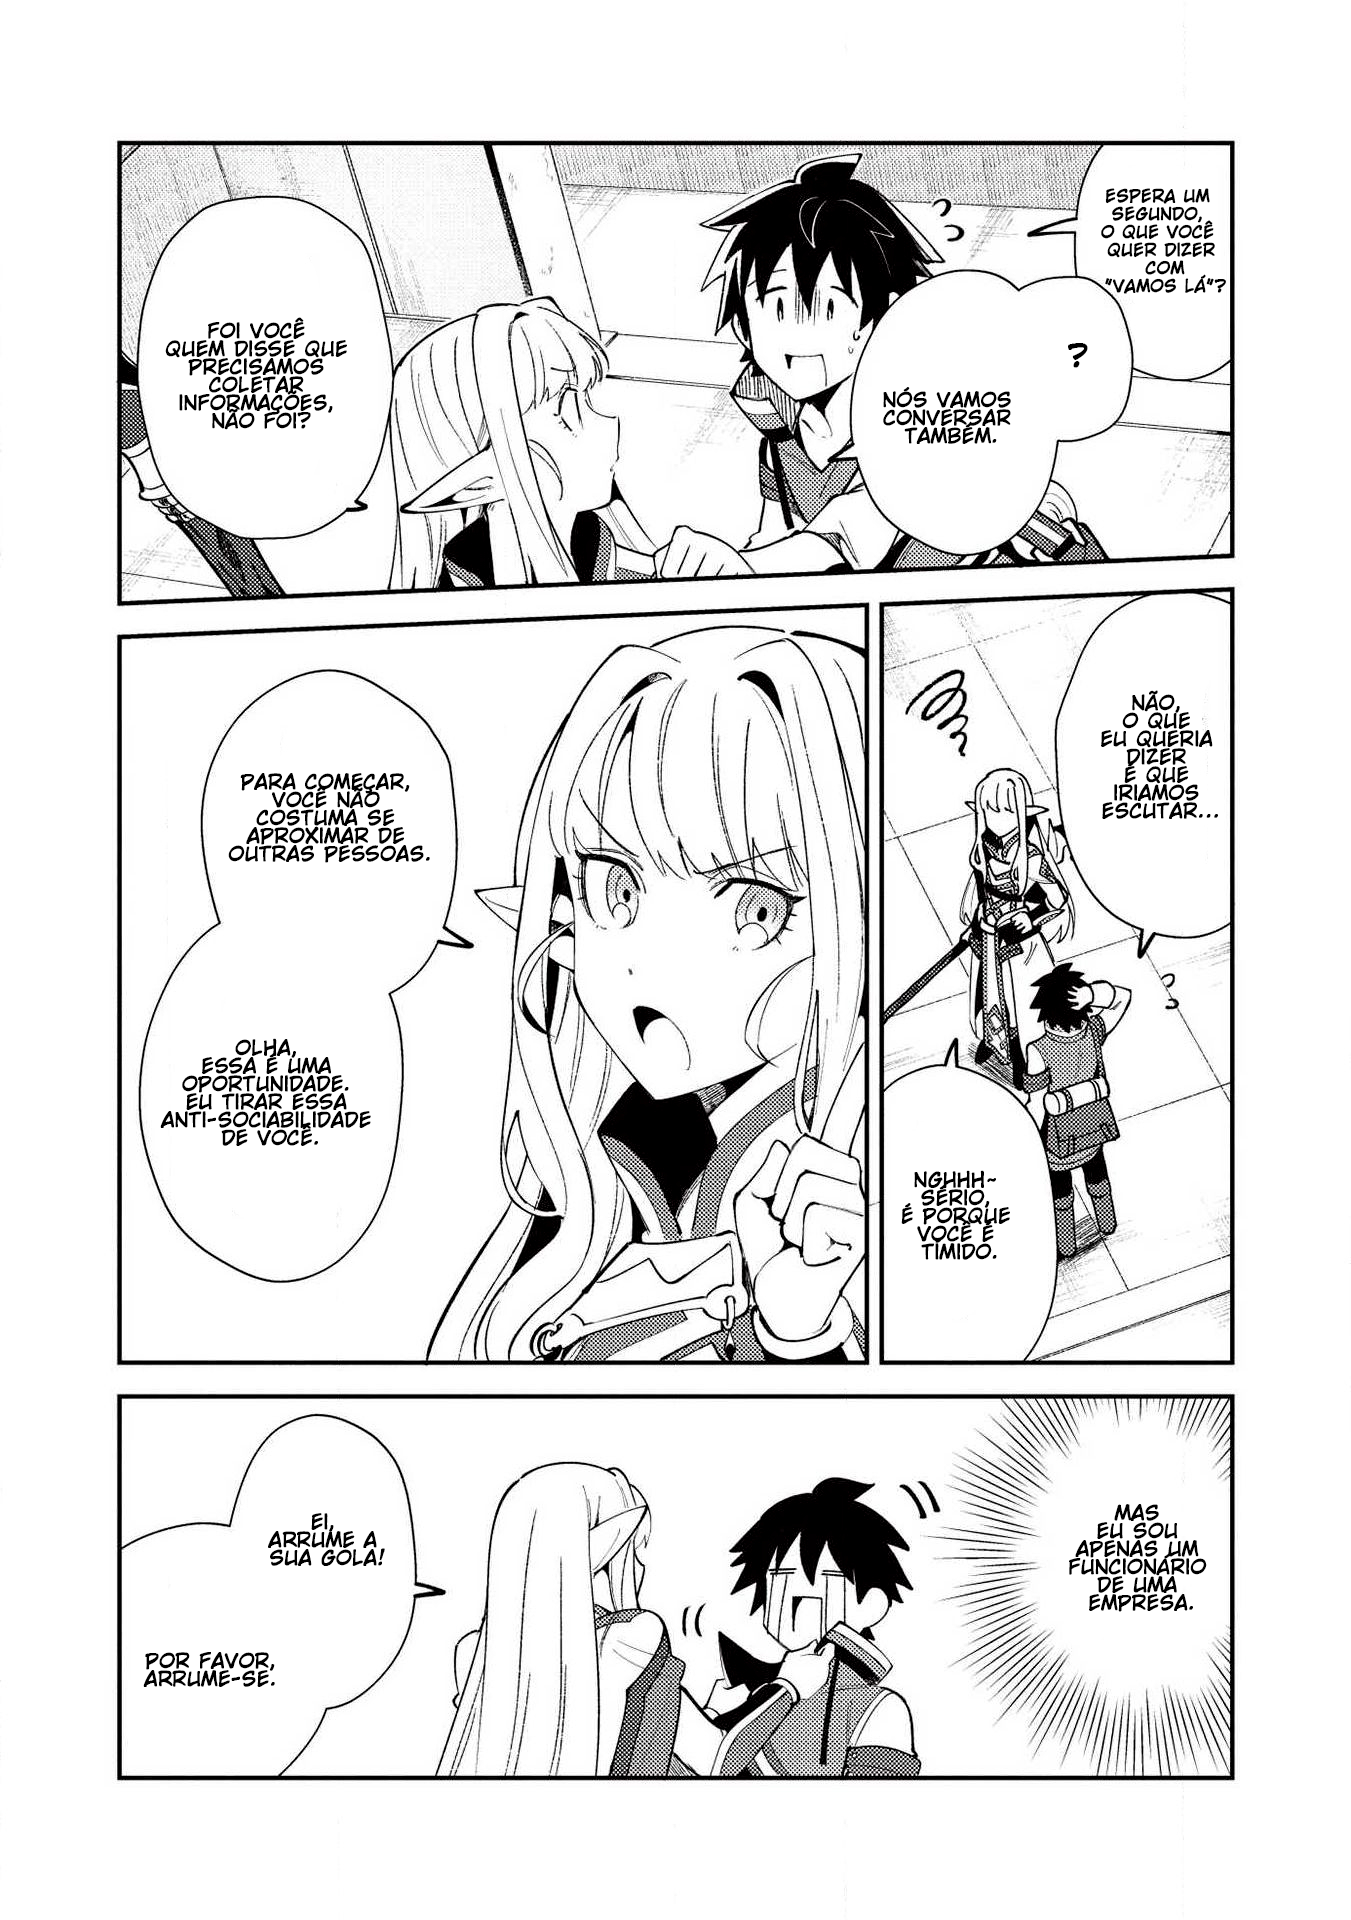 ESPERA UM
SEGUNDO,
O QUE VOCÊ
QUER DIZER
COM
"VAMOS LÁ"?
?
NÓS VAMOS
CONVERSAR
TAMBÉM.
FOI VOCÊ
QUEM DISSE QUE
PRECISAMOS
COLETAR
INFORMAÇÕES,
NÃO FOI?
NÃO,
O QUE
EU QUERIA
DIZER
É QUE
IRIAMOS
ESCUTAR...
NGHHH~
SÉRIO,
É PORQUE
VOCÊ É
TÍMIDO.
PARA COMEÇAR,
VOCÊ NÃO
COSTUMA SE
APROXIMAR DE
OUTRAS PESSOAS.
OLHA,
ESSA É UMA
OPORTUNIDADE.
EU TIRAR ESSA
ANTI-SOCIABILIDADE
DE VOCÊ.
MAS
EU SOU
APENAS UM
FUNCIONÁRIO
DE UMA
EMPRESA.
EI,
ARRUME A
SUA GOLA!
POR FAVOR,
ARRUME-SE.